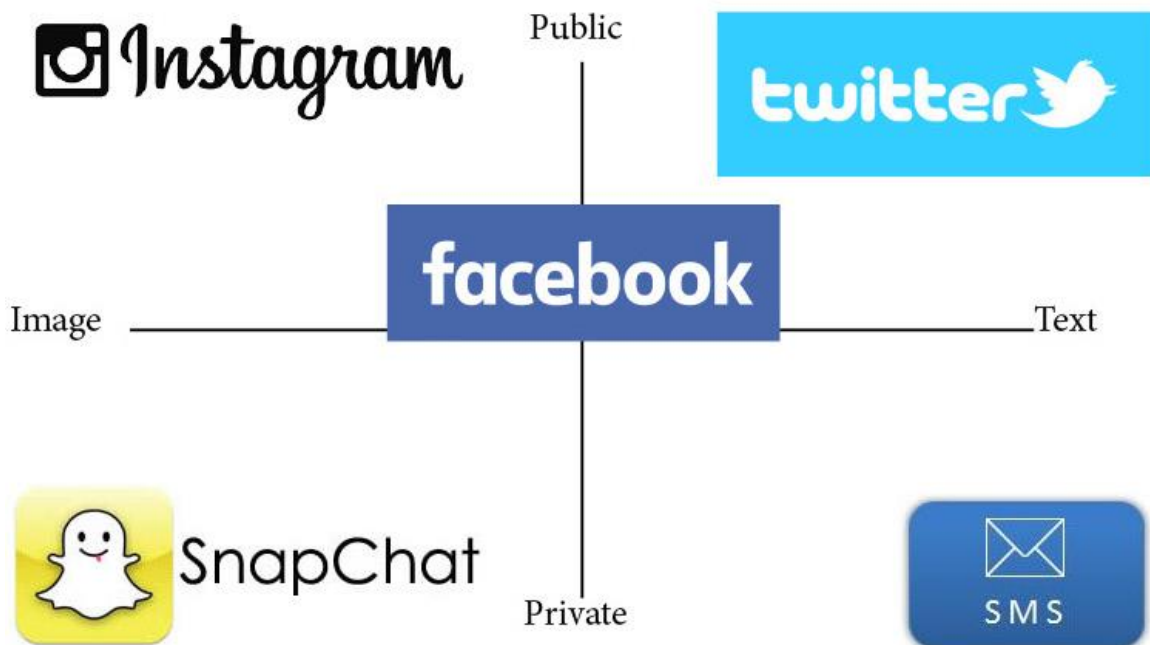 Public
Instagram
twitter
facebook
Image
Text
SnapChat
Private
SMS